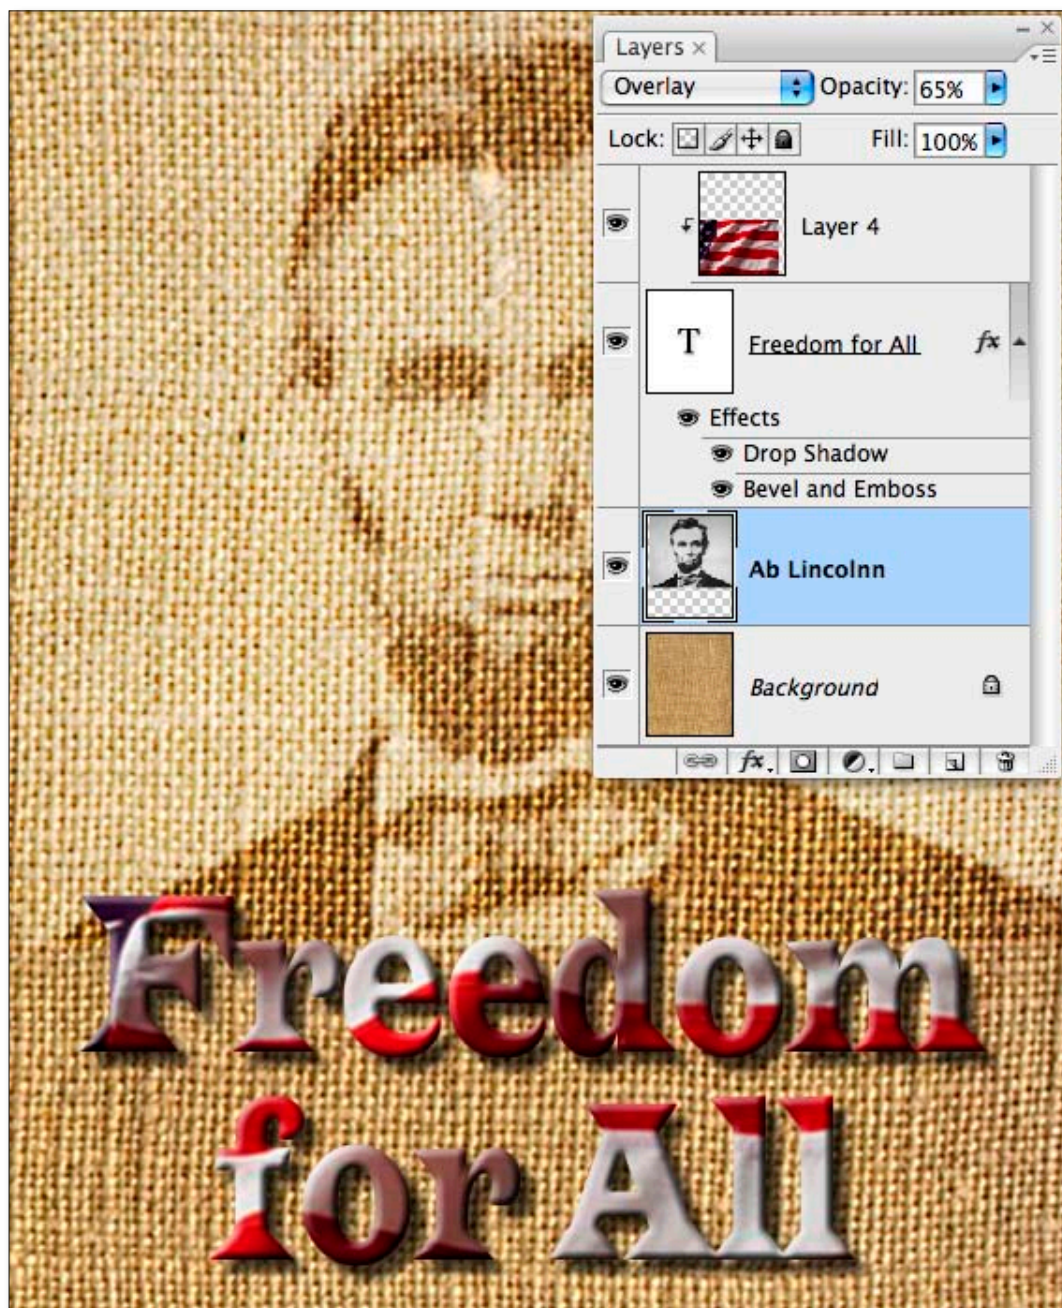 Layers
Overlay Opacity: 65%
Lock: Fill: 100%
Layer 4
T Freedom for All fx
Effects
Drop Shadow
Bevel and Emboss
Ab Lincolnn
Background
fx.
Freedom
for All